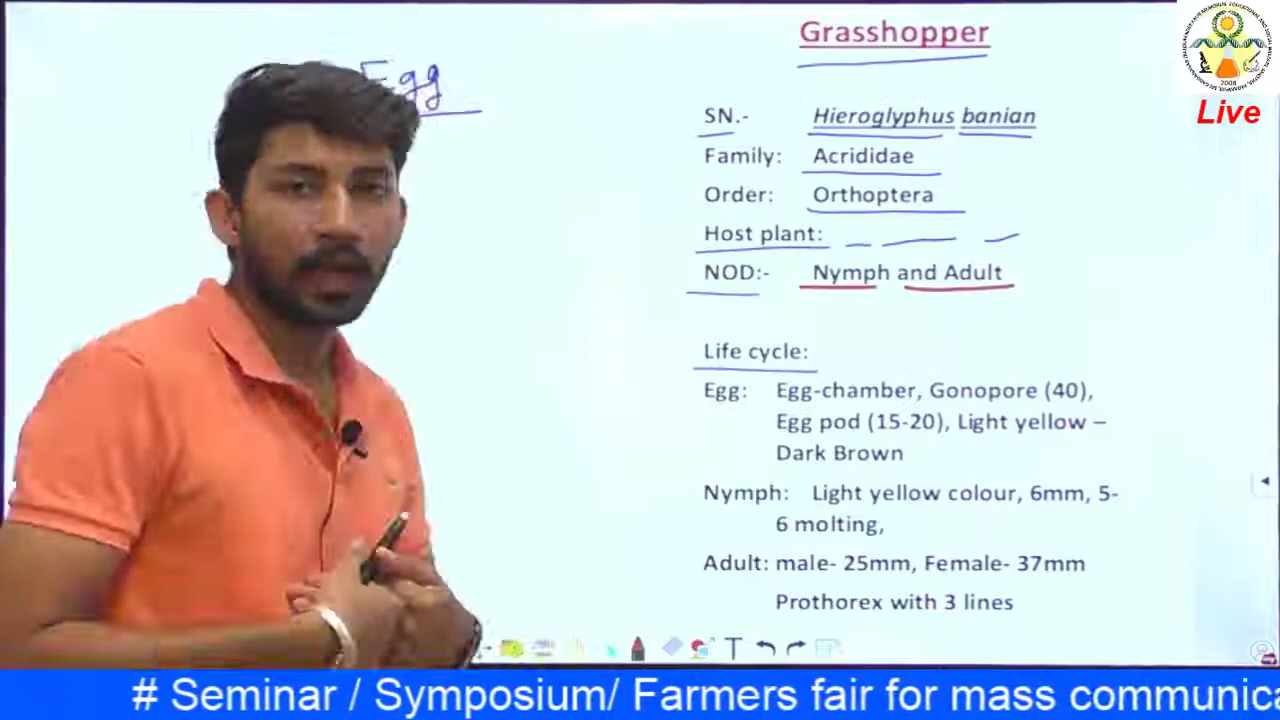 Grasshopper
Live
Egg
SN.- Hieroglyphus banian
Family: Acrididae
Order: Orthoptera
Host plant:
NOD:- Nymph and Adult
Life cycle:
Egg: Egg-chamber, Gonopore (40),
Egg pod (15-20), Light yellow –
Dark Brown
Nymph: Light yellow colour, 6mm, 5-
6 molting,
Adult: male- 25mm, Female- 37mm
Prothorex with 3 lines
T
# Seminar / Symposium/ Farmers fair for mass communica
2008